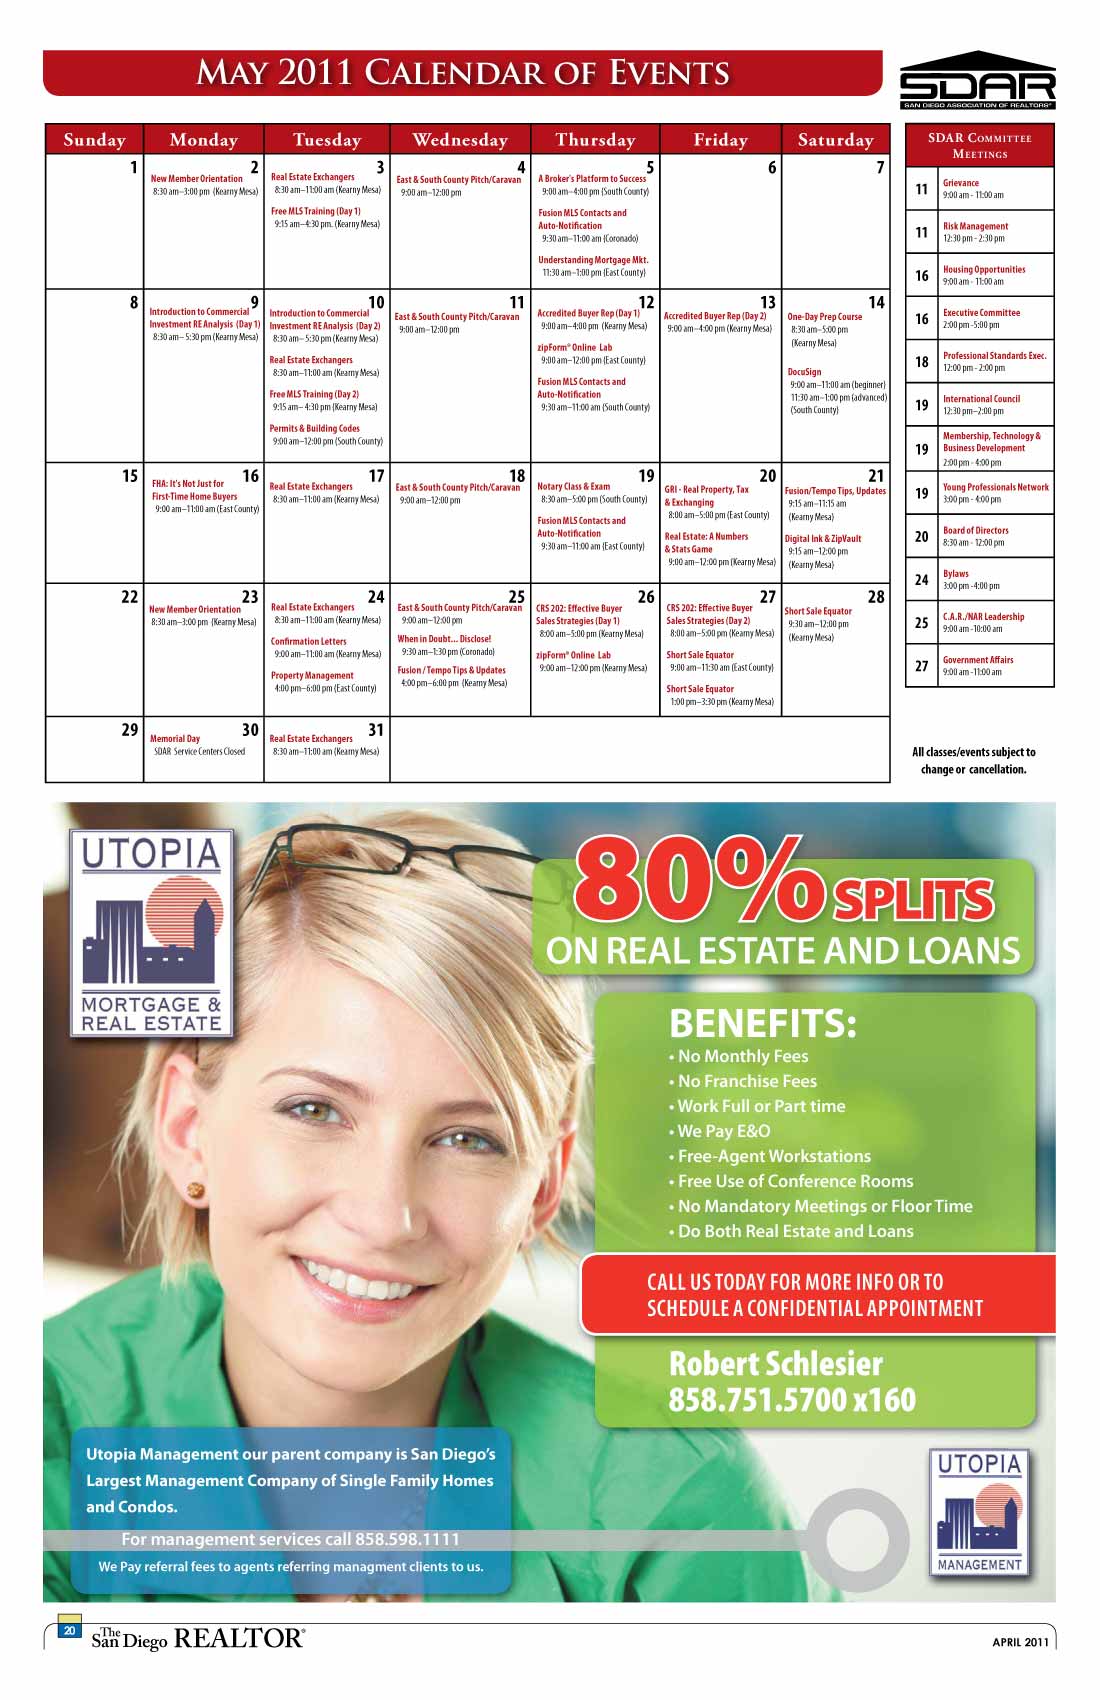 May 2011 Calendar of Events
SDAR
SAN DIEGO ASSOCIATION OF REALTORS®
Sunday Monday Tuesday Wednesday Thursday Friday Saturday
1
2
New Member Orientation
8:30 am–3:00 pm (Kearny Mesa)
3
Real Estate Exchangers
8:30 am–11:00 am (Kearny Mesa)
Free MLS Training (Day 1)
9:15 am–4:30 pm. (Kearny Mesa)
4
East & South County Pitch/Caravan
9:00 am–12:00 pm
5
A Broker's Platform to Success
9:00 am–4:00 pm (South County)
Fusion MLS Contacts and
Auto-Notification
9:30 am–11:00 am (Coronado)
Understanding Mortgage Mkt.
11:30 am–1:00 pm (East County)
6
7
8
9
Introduction to Commercial
Investment RE Analysis (Day 1)
8:30 am– 5:30 pm (Kearny Mesa)
10
Introduction to Commercial
Investment RE Analysis (Day 2)
8:30 am– 5:30 pm (Kearny Mesa)
Real Estate Exchangers
8:30 am–11:00 am (Kearny Mesa)
Free MLS Training (Day 2)
9:15 am– 4:30 pm (Kearny Mesa)
Permits & Building Codes
9:00 am–12:00 pm (South County)
11
East & South County Pitch/Caravan
9:00 am–12:00 pm
12
Accredited Buyer Rep (Day 1)
9:00 am–4:00 pm (Kearny Mesa)
zipForm® Online Lab
9:00 am–12:00 pm (East County)
Fusion MLS Contacts and
Auto-Notification
9:30 am–11:00 am (South County)
13
Accredited Buyer Rep (Day 2)
9:00 am–4:00 pm (Kearny Mesa)
14
One-Day Prep Course
8:30 am–5:00 pm
(Kearny Mesa)
DocuSign
9:00 am–11:00 am (beginner)
11:30 am–1:00 pm (advanced)
(South County)
15
16
FHA: It's Not Just for
First-Time Home Buyers
9:00 am–11:00 am (East County)
17
Real Estate Exchangers
8:30 am–11:00 am (Kearny Mesa)
18
East & South County Pitch/Caravan
9:00 am–12:00 pm
19
Notary Class & Exam
8:30 am–5:00 pm (South County)
Fusion MLS Contacts and
Auto-Notification
9:30 am–11:00 am (East County)
20
GRI - Real Property, Tax
& Exchanging
8:00 am–5:00 pm (East County)
Real Estate: A Numbers
& Stats Game
9:00 am–12:00 pm (Kearny Mesa)
21
Fusion/Tempo Tips, Updates
9:15 am–11:15 am
(Kearny Mesa)
Digital Ink & ZipVault
9:15 am–12:00 pm
(Kearny Mesa)
22
23
New Member Orientation
8:30 am–3:00 pm (Kearny Mesa)
24
Real Estate Exchangers
8:30 am–11:00 am (Kearny Mesa)
Confirmation Letters
9:00 am–11:00 am (Kearny Mesa)
Property Management
4:00 pm–6:00 pm (East County)
25
East & South County Pitch/Caravan
9:00 am–12:00 pm
When in Doubt... Disclose!
9:30 am–1:30 pm (Coronado)
Fusion / Tempo Tips & Updates
4:00 pm–6:00 pm (Kearny Mesa)
26
CRS 202: Effective Buyer
Sales Strategies (Day 1)
8:00 am–5:00 pm (Kearny Mesa)
zipForm® Online Lab
9:00 am–12:00 pm (Kearny Mesa)
27
CRS 202: Effective Buyer
Sales Strategies (Day 2)
8:00 am–5:00 pm (Kearny Mesa)
Short Sale Equator
9:00 am–11:30 am (East County)
Short Sale Equator
1:00 pm–3:30 pm (Kearny Mesa)
28
Short Sale Equator
9:30 am–12:00 pm
(Kearny Mesa)
29
30
Memorial Day
SDAR Service Centers Closed
31
Real Estate Exchangers
8:30 am–11:00 am (Kearny Mesa)
SDAR Committee
Meetings
11 Grievance
9:00 am - 11:00 am
11 Risk Management
12:30 pm - 2:30 pm
16 Housing Opportunities
9:00 am - 11:00 am
16 Executive Committee
2:00 pm -5:00 pm
18 Professional Standards Exec.
12:00 pm - 2:00 pm
19 International Council
12:30 pm–2:00 pm
19 Membership, Technology &
Business Development
2:00 pm - 4:00 pm
19 Young Professionals Network
3:00 pm - 4:00 pm
20 Board of Directors
8:30 am - 12:00 pm
24 Bylaws
3:00 pm -4:00 pm
25 C.A.R./NAR Leadership
9:00 am -10:00 am
27 Government Affairs
9:00 am -11:00 am
All classes/events subject to
change or cancellation.
UTOPIA
MORTGAGE &
REAL ESTATE
80% SPLITS
ON REAL ESTATE AND LOANS
BENEFITS:
• No Monthly Fees
• No Franchise Fees
• Work Full or Part time
• We Pay E&O
• Free-Agent Workstations
• Free Use of Conference Rooms
• No Mandatory Meetings or Floor Time
• Do Both Real Estate and Loans
CALL US TODAY FOR MORE INFO OR TO
SCHEDULE A CONFIDENTIAL APPOINTMENT
Robert Schlesier
858.751.5700 x160
Utopia Management our parent company is San Diego's
Largest Management Company of Single Family Homes
and Condos.
For management services call 858.598.1111
We Pay referral fees to agents referring managment clients to us.
UTOPIA
MANAGEMENT
20 The San Diego REALTOR®
APRIL 2011